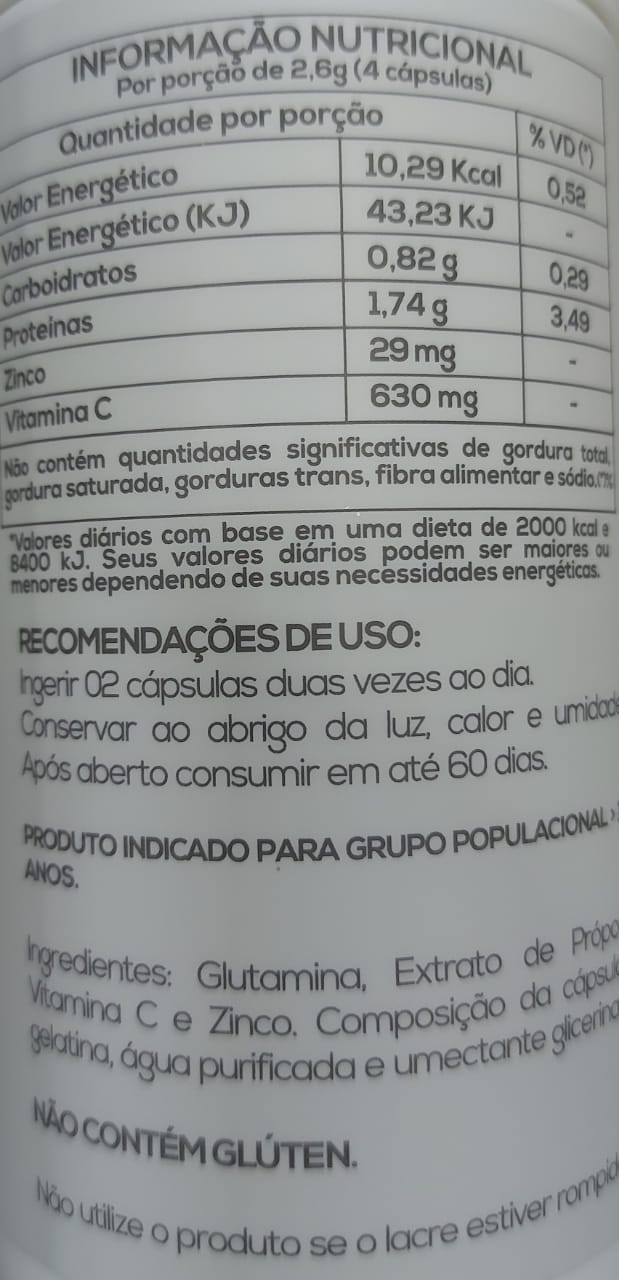 INFORMAÇÃO NUTRICIONAL
Por porção de 2,6g (4 cápsulas)
Quantidade por porção % VD (*)
Valor Energético 10,29 Kcal 0,52
Valor Energético (KJ) 43,23 KJ -
Carboidratos 0,82 g 0,29
Proteínas 1,74 g 3,49
Zinco 29 mg -
Vitamina C 630 mg -
Não contém quantidades significativas de gordura total,
gordura saturada, gorduras trans, fibra alimentar e sódio.
*Valores diários com base em uma dieta de 2000 kcal e
8400 kJ. Seus valores diários podem ser maiores ou
menores dependendo de suas necessidades energéticas.
RECOMENDAÇÕES DE USO:
Ingerir 02 cápsulas duas vezes ao dia.
Conservar ao abrigo da luz, calor e umidade
Após aberto consumir em até 60 dias.
PRODUTO INDICADO PARA GRUPO POPULACIONAL >
ANOS.
Ingredientes: Glutamina, Extrato de Própo
Vitamina C e Zinco. Composição da cápsul
gelatina, água purificada e umectante glicerina
NÃO CONTÉM GLÚTEN.
Não utilize o produto se o lacre estiver rompid